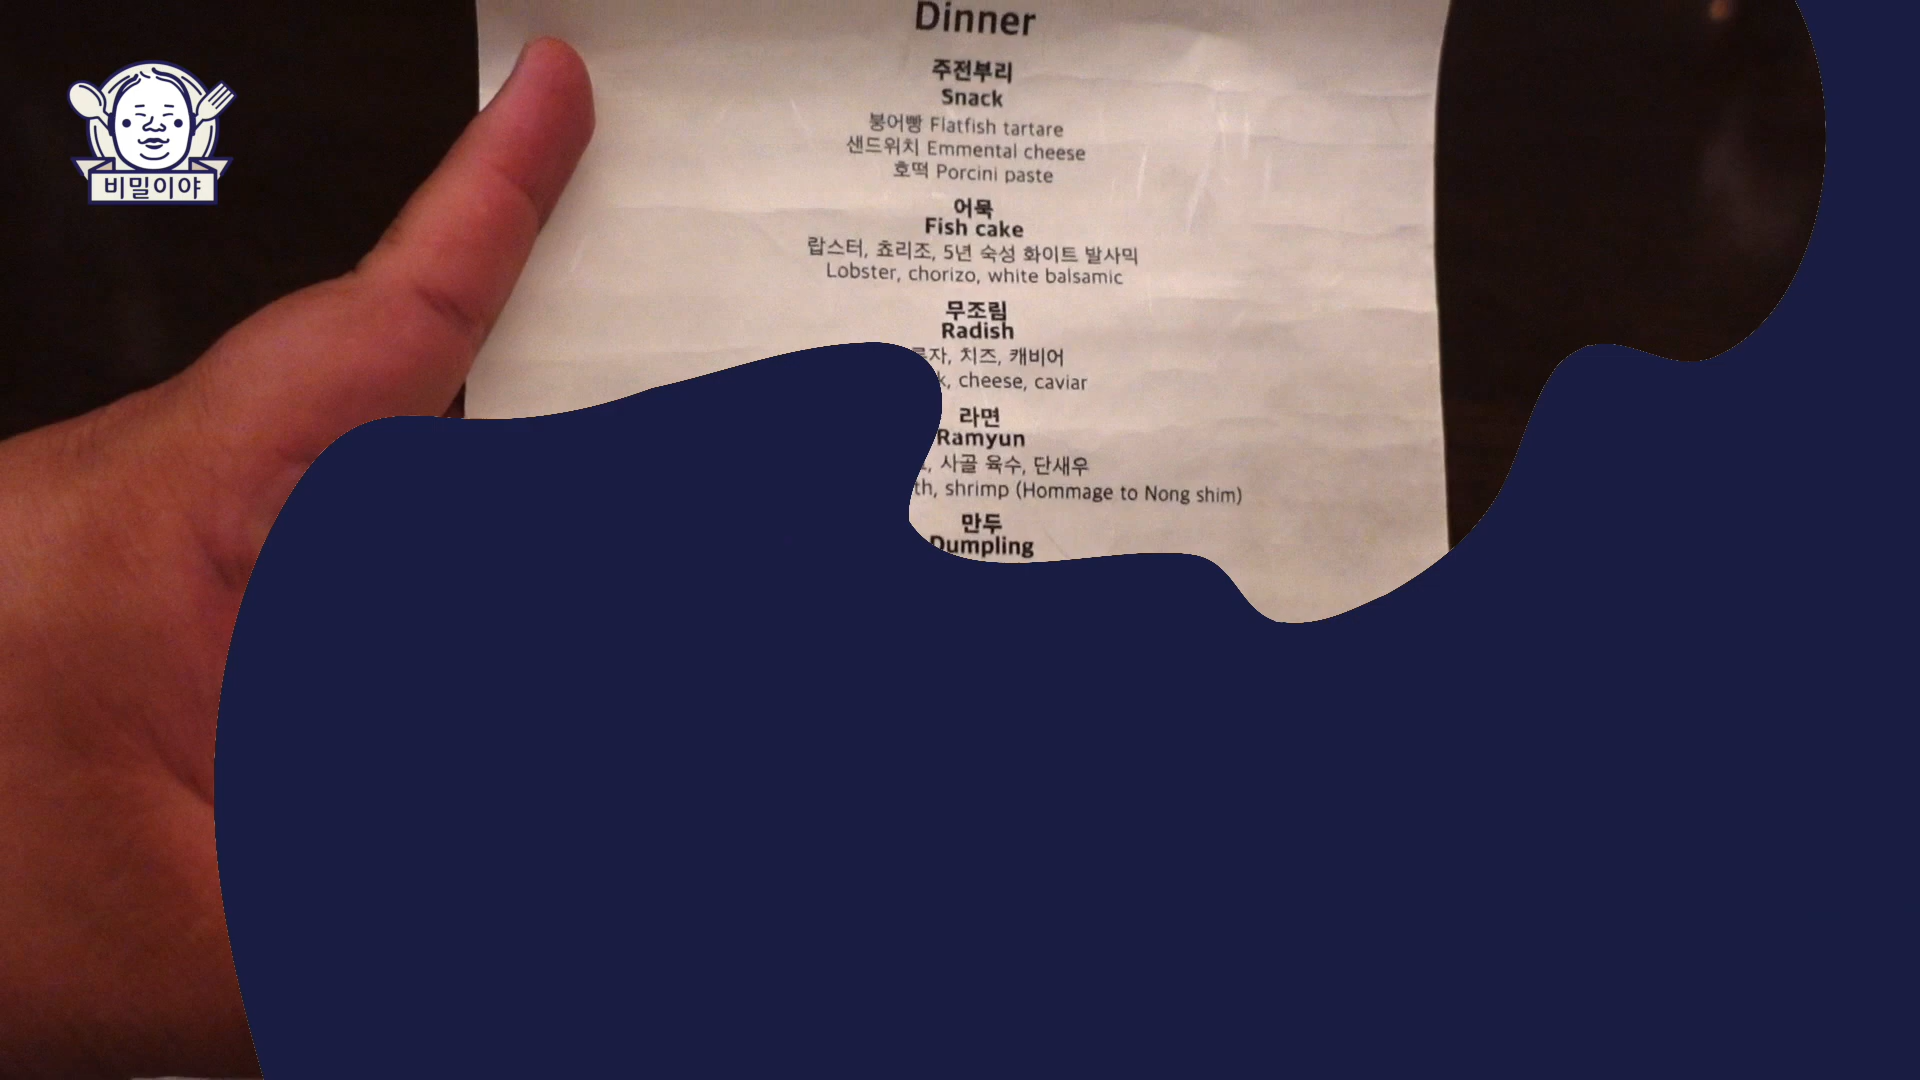 비밀이야
Dinner
주전부리
Snack
붕어빵 Flatfish tartare
샌드위치 Emmental cheese
호떡 Porcini paste
어묵
Fish cake
랍스터, 쵸리조, 5년 숙성 화이트 발사믹
Lobster, chorizo, white balsamic
무조림
Radish
치즈, 캐비어
cheese, caviar
라면
Ramyun
사골 육수, 단새우
shrimp (Hommage to Nong shim)
만두
Dumpling